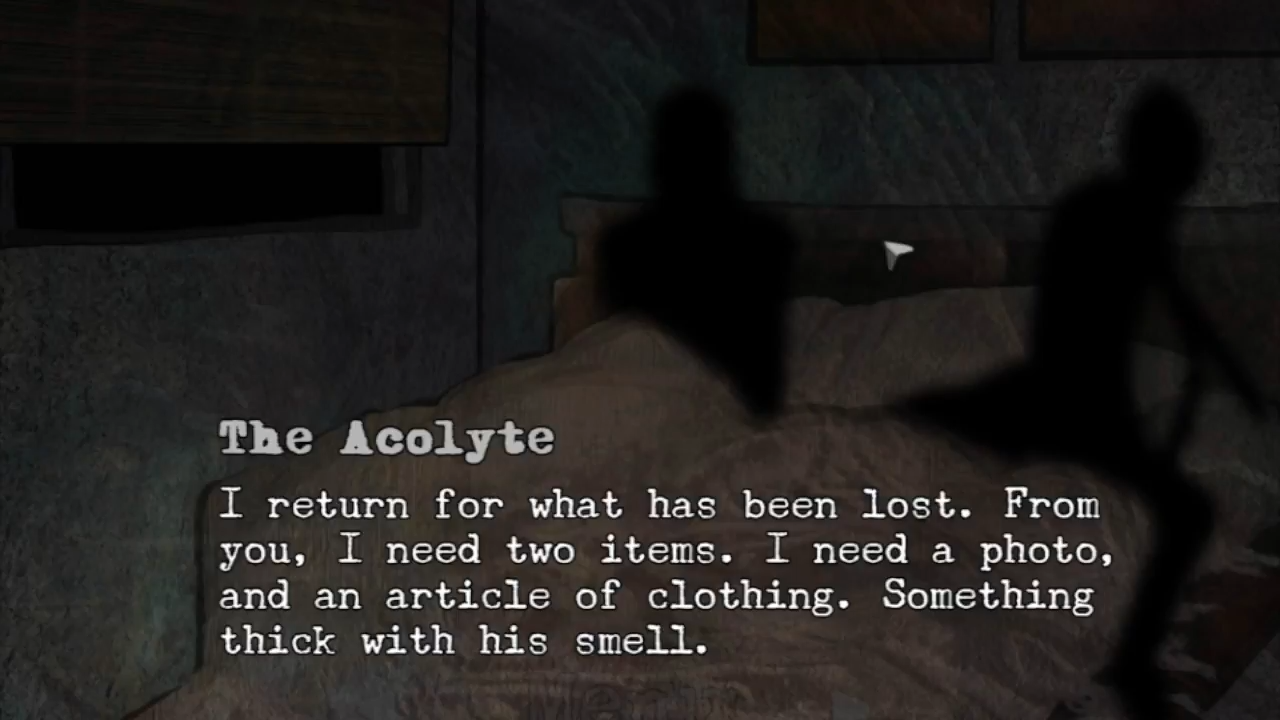 The Acolyte
I return for what has been lost. From
you, I need two items. I need a photo,
and an article of clothing. Something
thick with his smell.
Menu